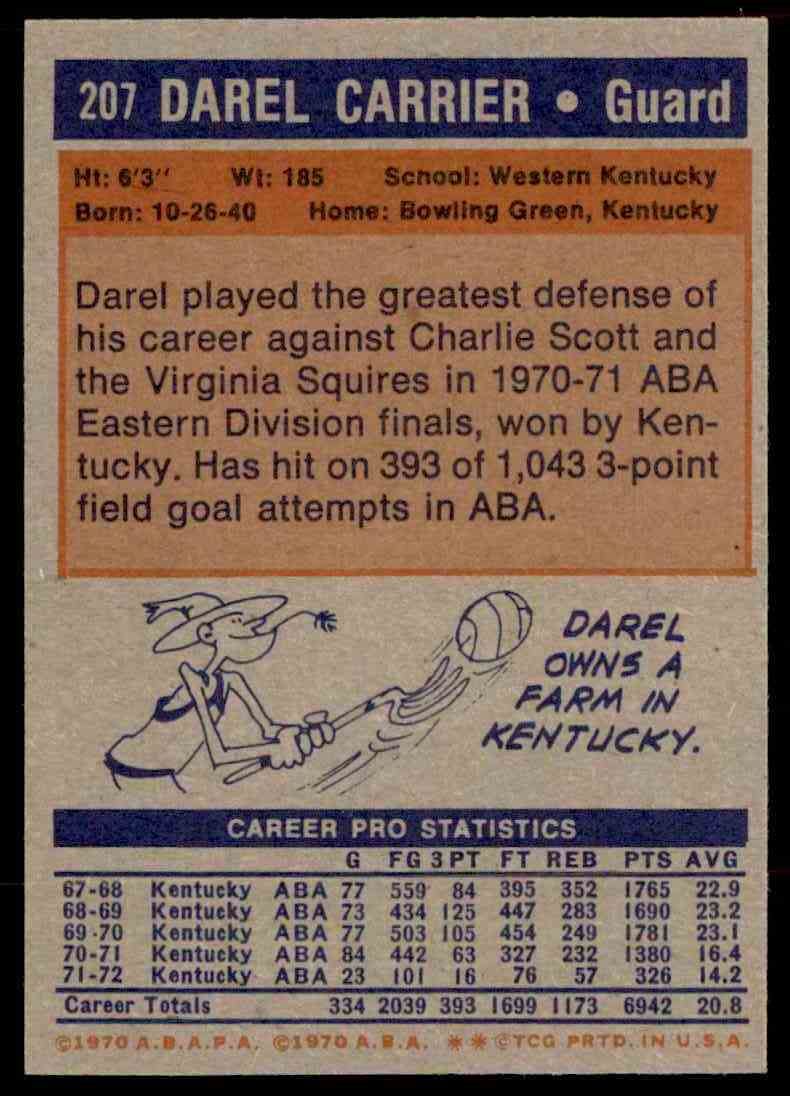 207 DAREL CARRIER • Guard
Ht: 6'3" Wt: 185 School: Western Kentucky
Born: 10-26-40 Home: Bowling Green, Kentucky
Darel played the greatest defense of
his career against Charlie Scott and
the Virginia Squires in 1970-71 ABA
Eastern Division finals, won by Ken-
tucky. Has hit on 393 of 1,043 3-point
field goal attempts in ABA.
DAREL
OWNS A
FARM IN
KENTUCKY.
CAREER PRO STATISTICS
G FG 3PT FT REB PTS AVG
67-68 Kentucky ABA 77 559 84 395 352 1765 22.9
68-69 Kentucky ABA 73 434 125 447 283 1690 23.2
69-70 Kentucky ABA 77 503 105 454 249 1781 23.1
70-71 Kentucky ABA 84 442 63 327 232 1380 16.4
71-72 Kentucky ABA 23 101 16 76 57 326 14.2
Career Totals 334 2039 393 1699 1173 6942 20.8
©1970 A.B.A.P.A. ©1970 A.B.A. ** ©TCG PRTD. IN U.S.A.